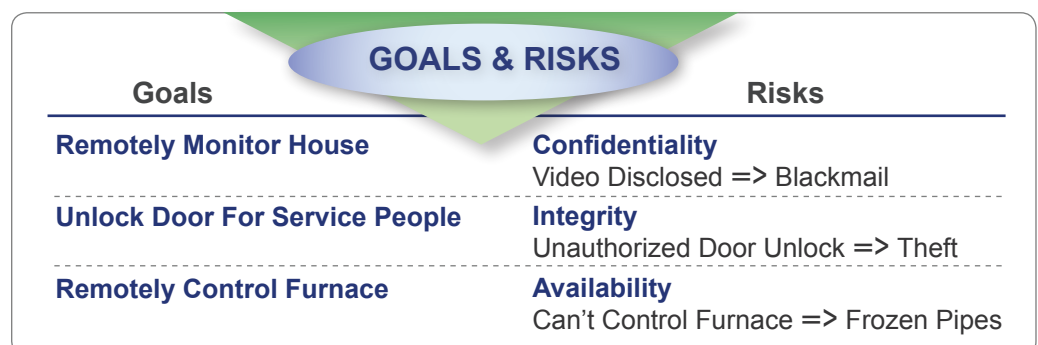 GOALS & RISKS
Goals
Risks
Remotely Monitor House
Confidentiality
Video Disclosed => Blackmail
Unlock Door For Service People
Integrity
Unauthorized Door Unlock => Theft
Remotely Control Furnace
Availability
Can't Control Furnace => Frozen Pipes